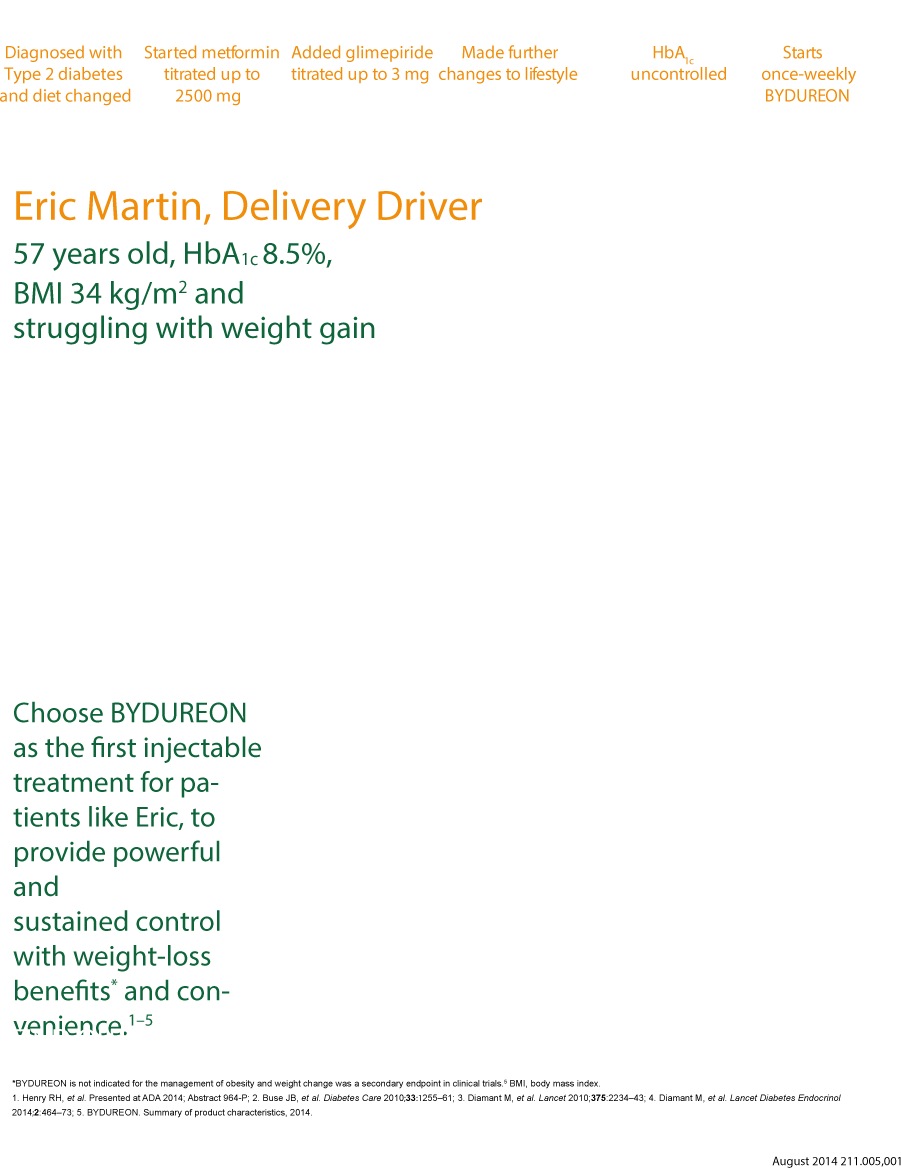 Diagnosed with
Type 2 diabetes
and diet changed
Started metformin
titrated up to
2500 mg
Added glimepiride
titrated up to 3 mg
Made further
changes to lifestyle
HbA1c
uncontrolled
Starts
once-weekly
BYDUREON
Eric Martin, Delivery Driver
57 years old, HbA1c 8.5%,
BMI 34 kg/m² and
struggling with weight gain
Choose BYDUREON
as the first injectable
treatment for pa-
tients like Eric, to
provide powerful
and
sustained control
with weight-loss
benefits* and con-
venience.1–5
*BYDUREON is not indicated for the management of obesity and weight change was a secondary endpoint in clinical trials.5 BMI, body mass index.
1. Henry RH, et al. Presented at ADA 2014; Abstract 964-P; 2. Buse JB, et al. Diabetes Care 2010;33:1255–61; 3. Diamant M, et al. Lancet 2010;375:2234–43; 4. Diamant M, et al. Lancet Diabetes Endocrinol
2014;2:464–73; 5. BYDUREON. Summary of product characteristics, 2014.
August 2014 211.005,001